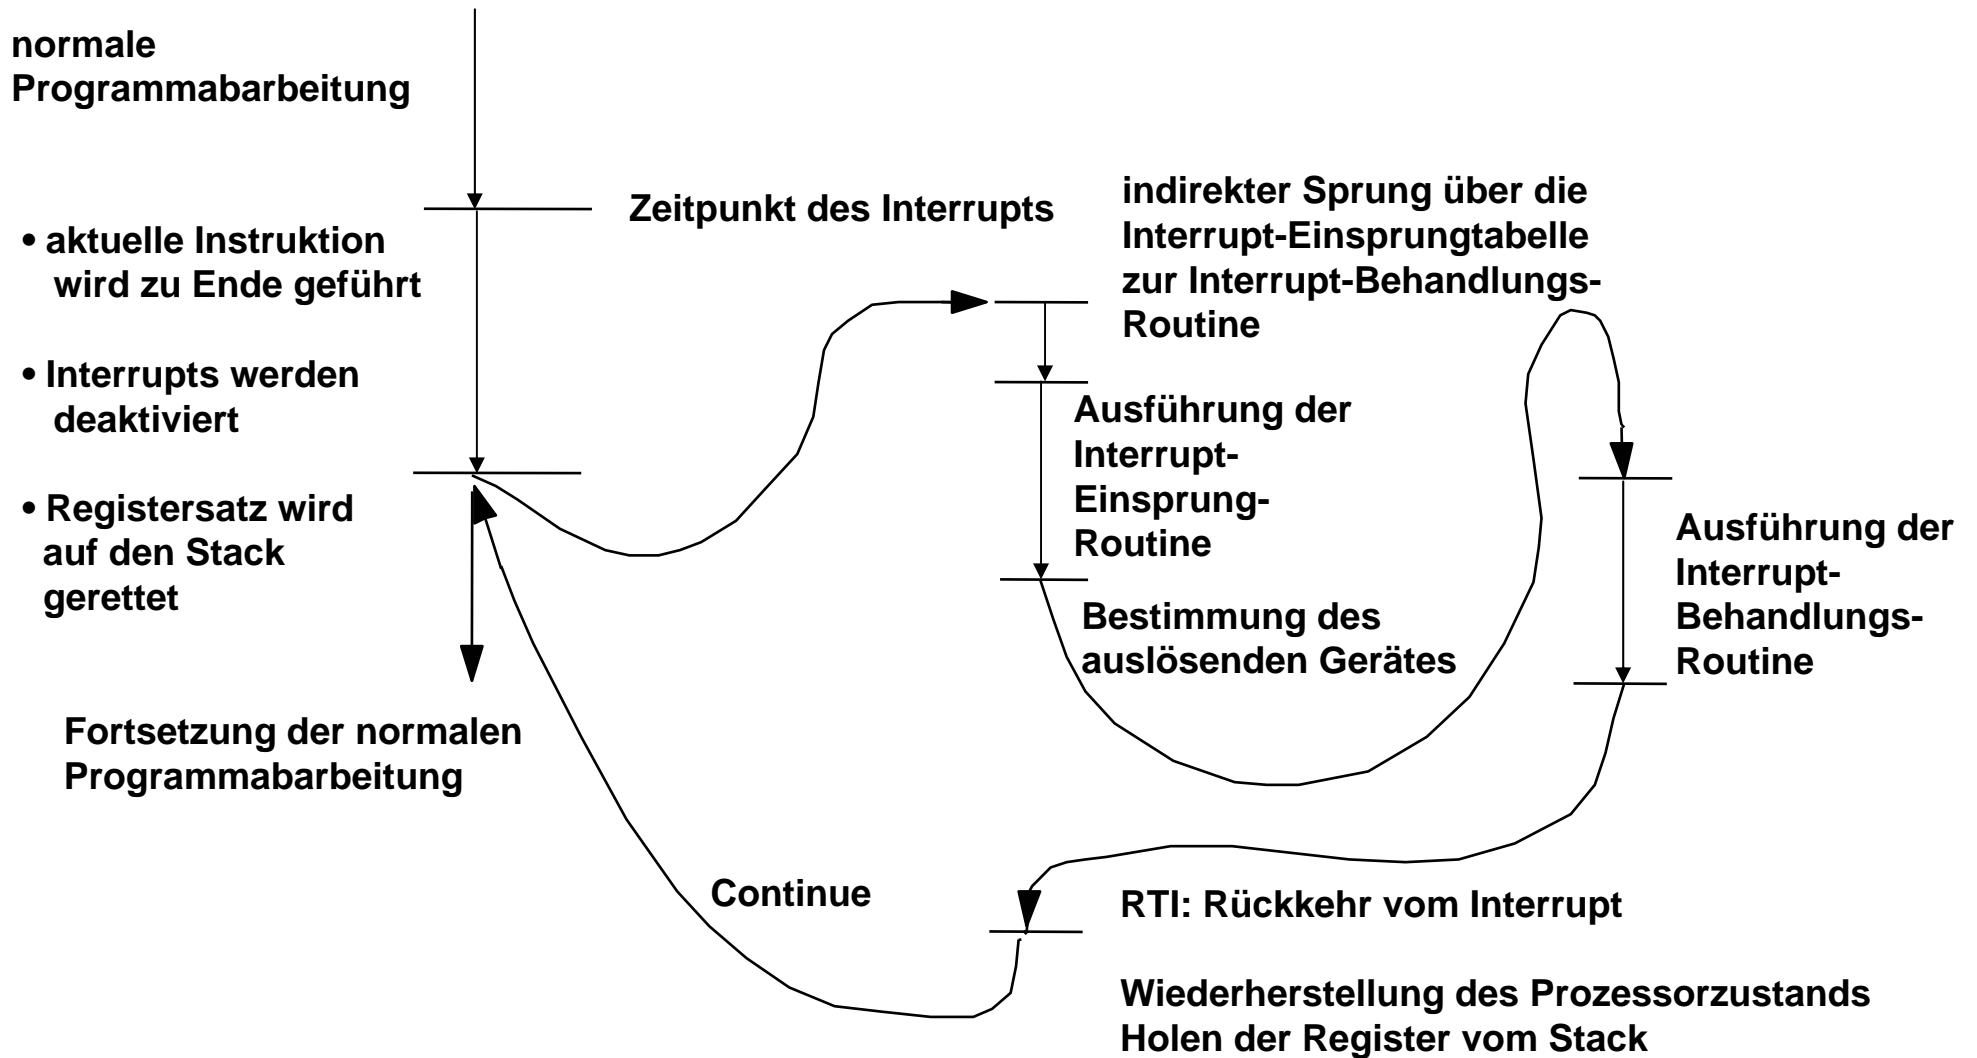 normale
Programmabarbeitung
Zeitpunkt des Interrupts
• aktuelle Instruktion
wird zu Ende geführt
• Interrupts werden
deaktiviert
• Registersatz wird
auf den Stack
gerettet
Fortsetzung der normalen
Programmabarbeitung
indirekter Sprung über die
Interrupt-Einsprungtabelle
zur Interrupt-Behandlungs-
Routine
Ausführung der
Interrupt-
Einsprung-
Routine
Bestimmung des
auslösenden Gerätes
Ausführung der
Interrupt-
Behandlungs-
Routine
Continue
RTI: Rückkehr vom Interrupt
Wiederherstellung des Prozessorzustands
Holen der Register vom Stack